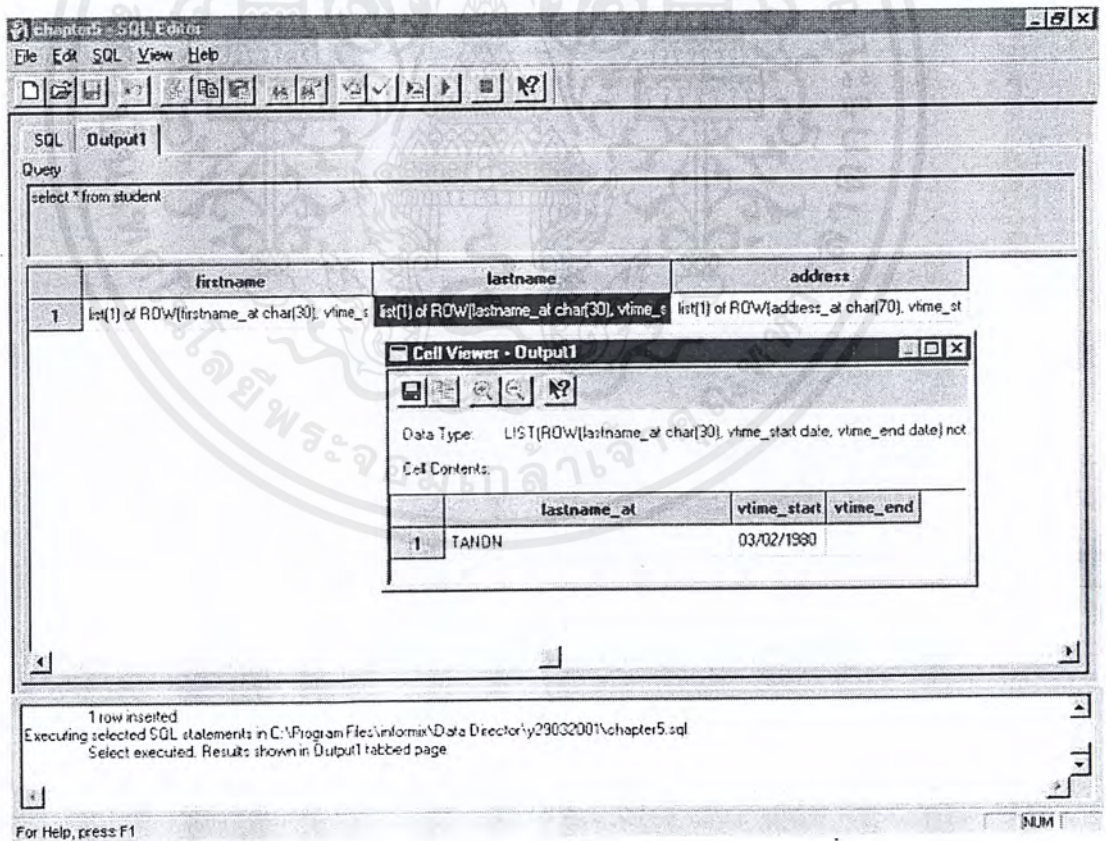 chapter5 - SQL Editor
File Edit SQL View Help
SQL Output1
Query
select * from student
firstname lastname address
1 list(1) of ROW(firstname_at char(30), vtime_s list(1) of ROW(lastname_at char(30), vtime_s list(1) of ROW(address_at char(70), vtime_st
Cell Viewer - Output1
Data Type: LIST(ROW(lastname_at char(30), vtime_start date, vtime_end date) not
Cell Contents:
lastname_at vtime_start vtime_end
1 TANON 03/02/1980
1 row inserted
Executing selected SQL statements in C:\Program Files\informix\Data Director\y29032001\chapter5.sql
Select executed. Results shown in Output1 tabbed page
For Help, press F1
NUM